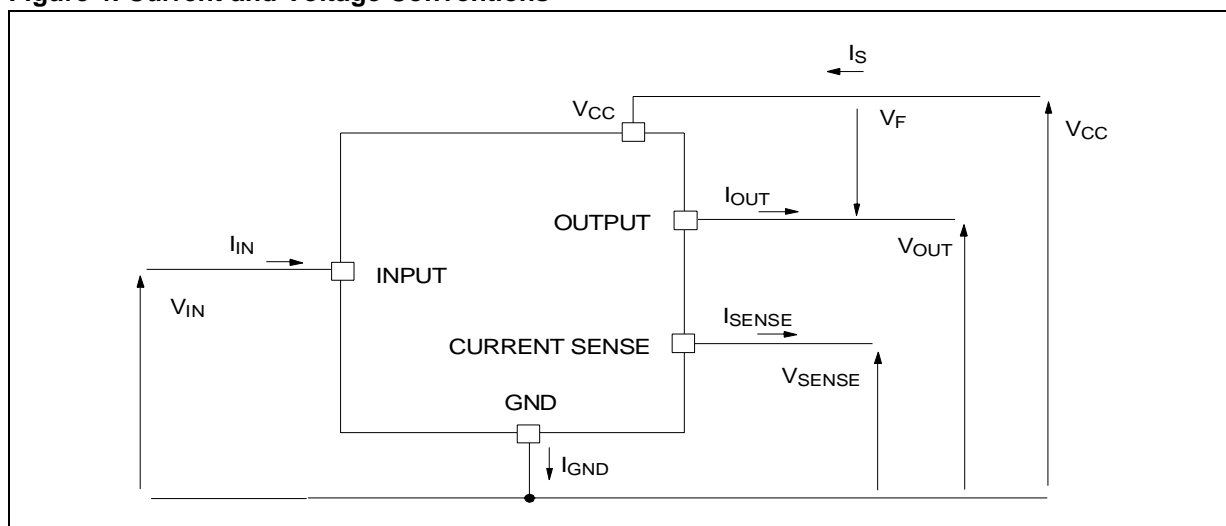 Figure 4. Current and Voltage Conventions
IS
VCC
VF
VCC
IOUT
OUTPUT
VOUT
IIN
INPUT
VIN
ISENSE
CURRENT SENSE
VSENSE
GND
IGND